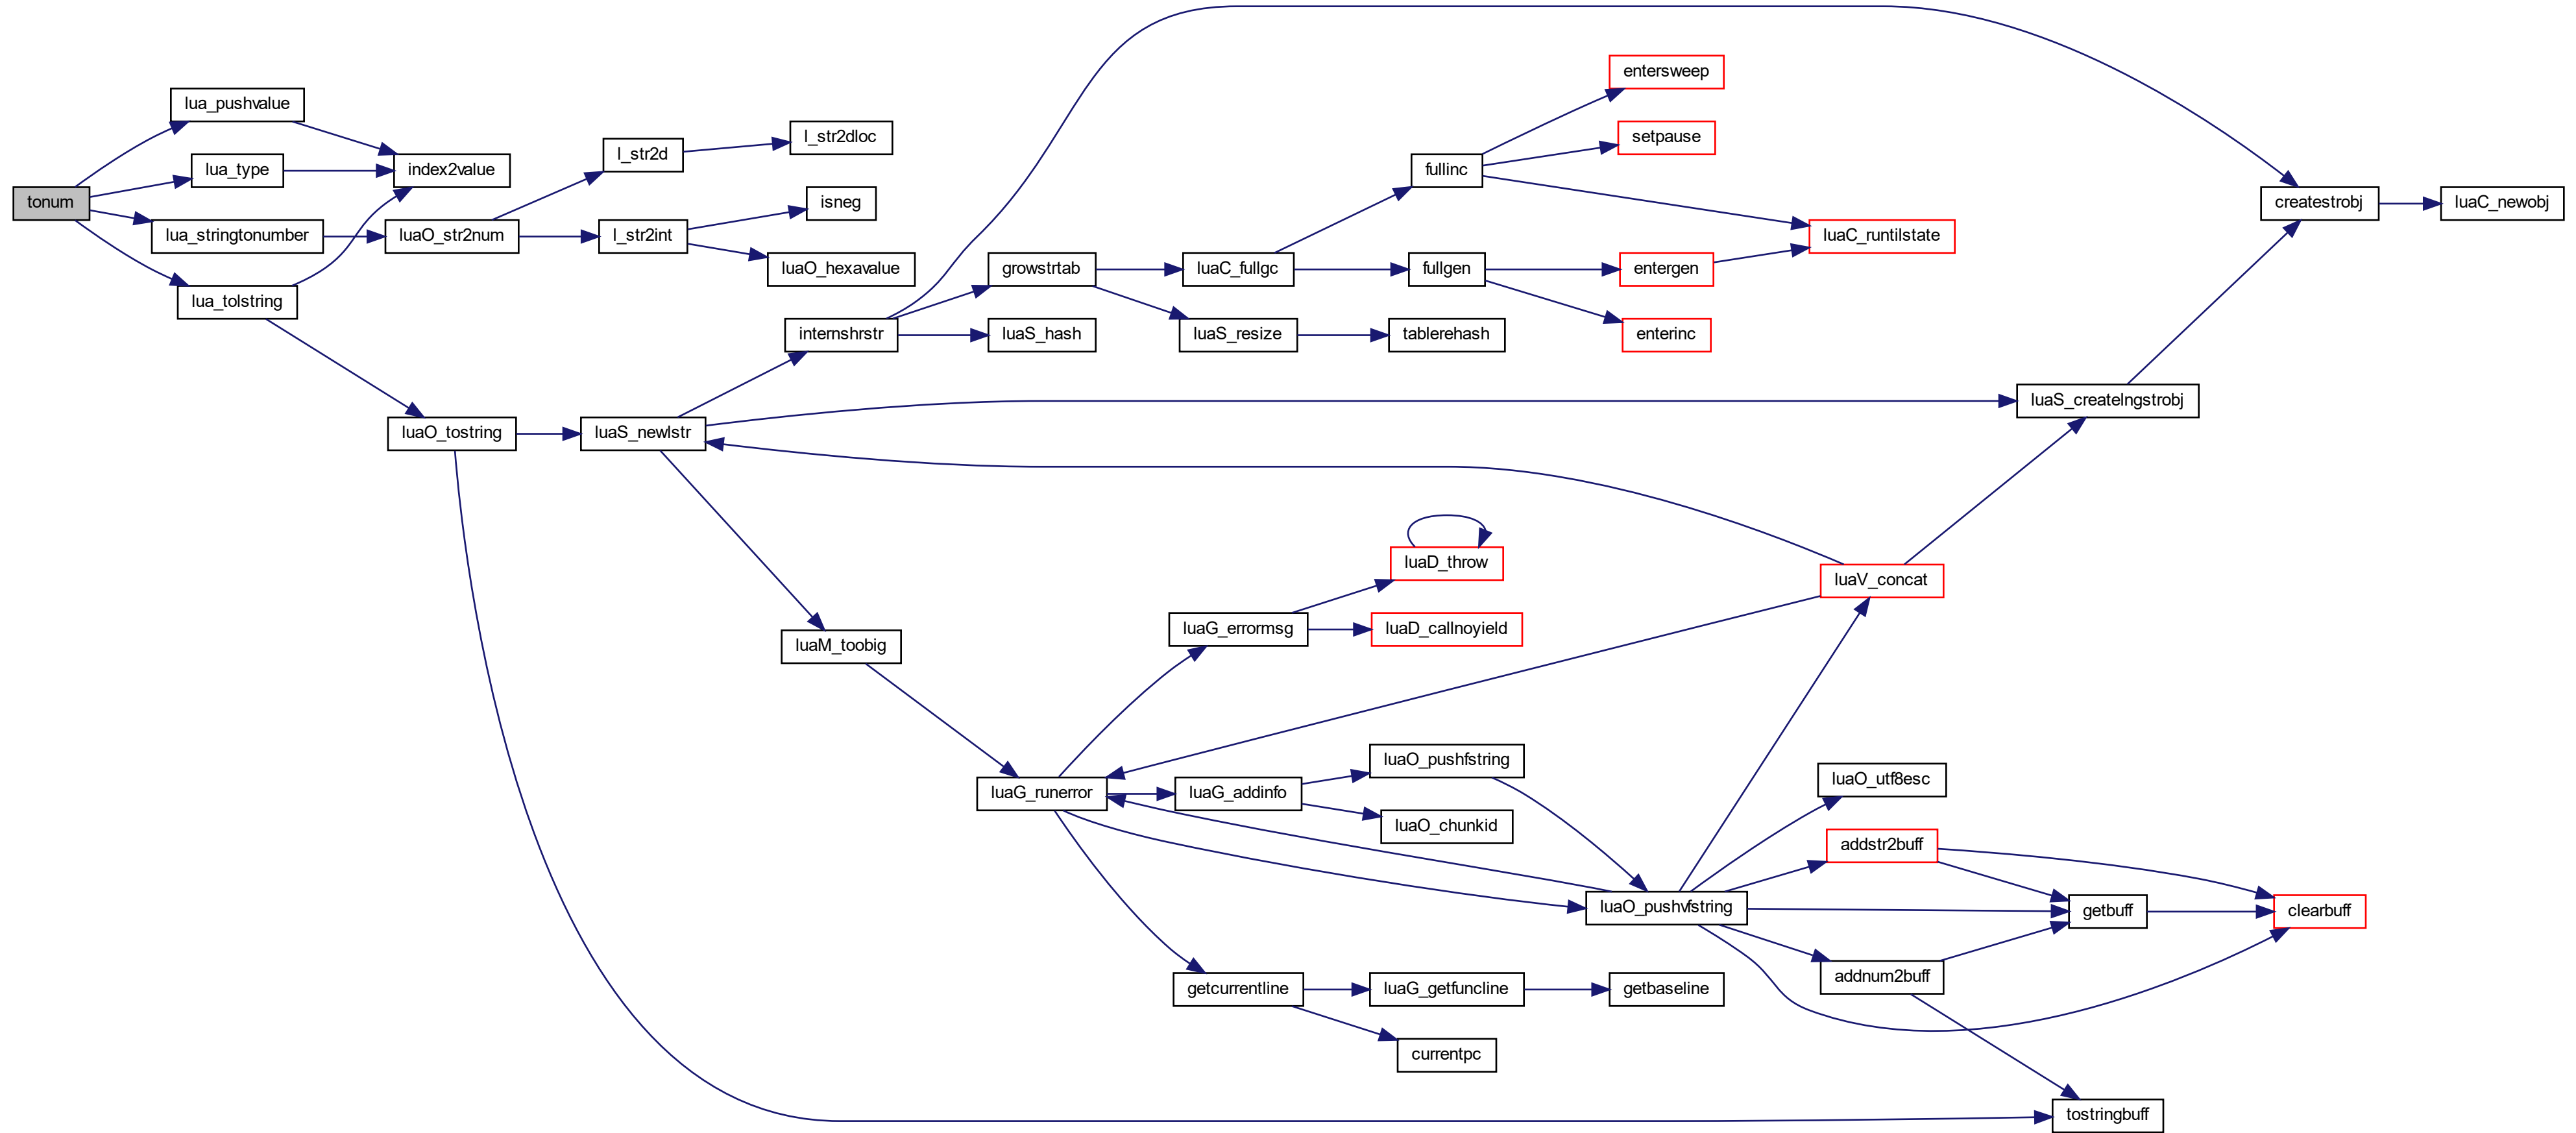 tonum
lua_pushvalue
lua_type
lua_stringtonumber
lua_tolstring
index2value
luaO_str2num
luaO_tostring
l_str2d
l_str2int
l_str2dloc
isneg
luaO_hexavalue
luaS_newlstr
internshrstr
luaM_toobig
growstrtab
luaS_hash
luaC_fullgc
luaS_resize
fullinc
fullgen
tablerehash
entersweep
setpause
luaC_runtilstate
entergen
enterinc
createstrobj
luaC_newobj
luaS_createlngstrobj
luaG_runerror
luaG_errormsg
luaD_throw
luaD_callnoyield
luaG_addinfo
luaO_pushfstring
luaO_chunkid
getcurrentline
luaG_getfuncline
getbaseline
currentpc
luaO_pushvfstring
luaV_concat
luaO_utf8esc
addstr2buff
getbuff
clearbuff
addnum2buff
tostringbuff